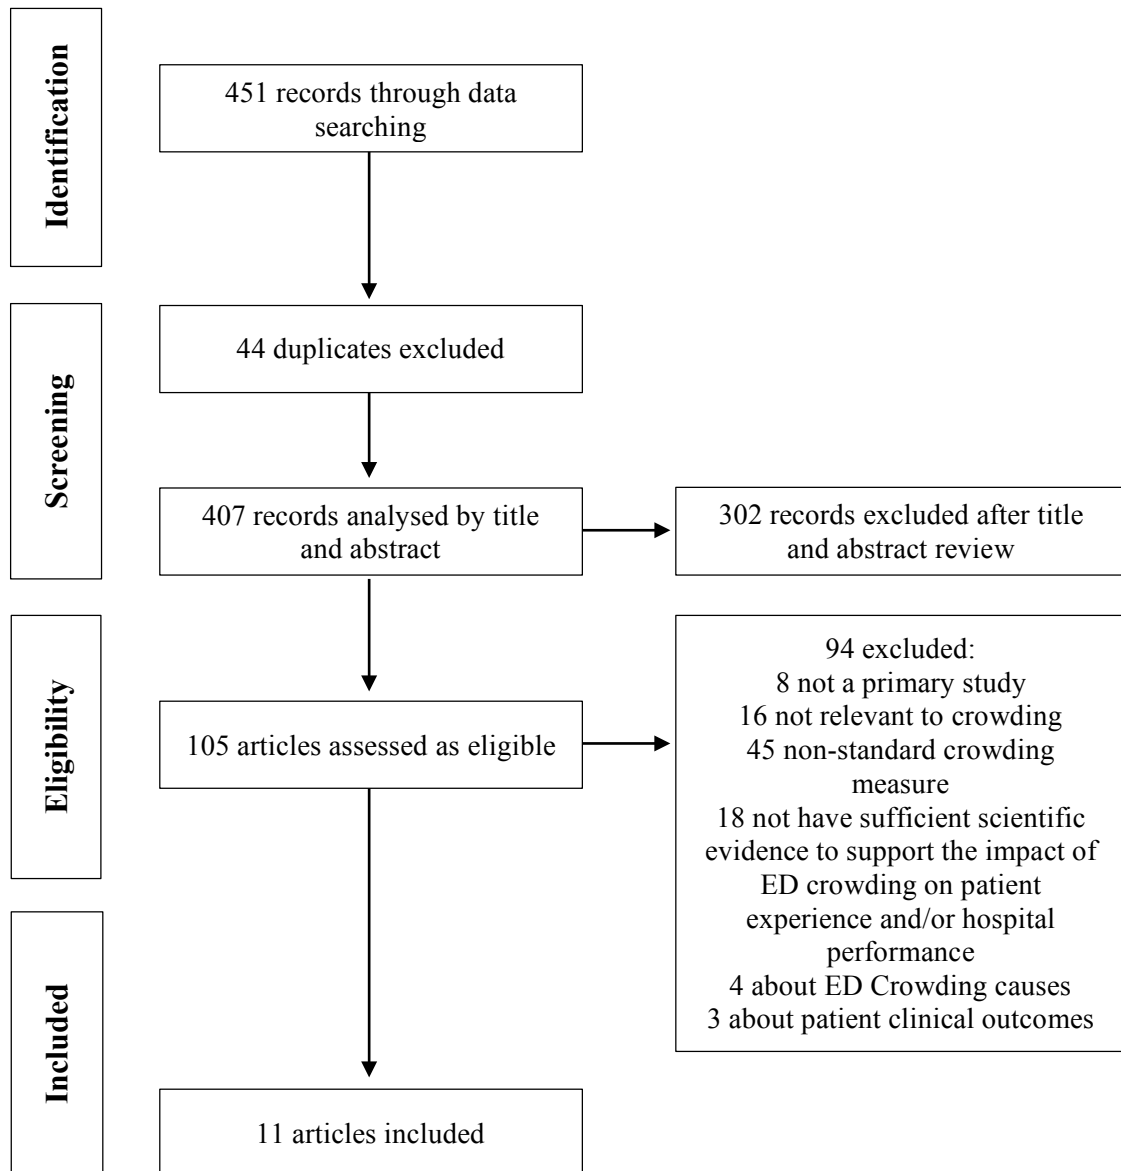 Identification
451 records through data
searching
Screening
44 duplicates excluded
407 records analysed by title
and abstract
302 records excluded after title
and abstract review
Eligibility
105 articles assessed as eligible
94 excluded:
8 not a primary study
16 not relevant to crowding
45 non-standard crowding
measure
18 not have sufficient scientific
evidence to support the impact of
ED crowding on patient
experience and/or hospital
performance
4 about ED Crowding causes
3 about patient clinical outcomes
Included
11 articles included